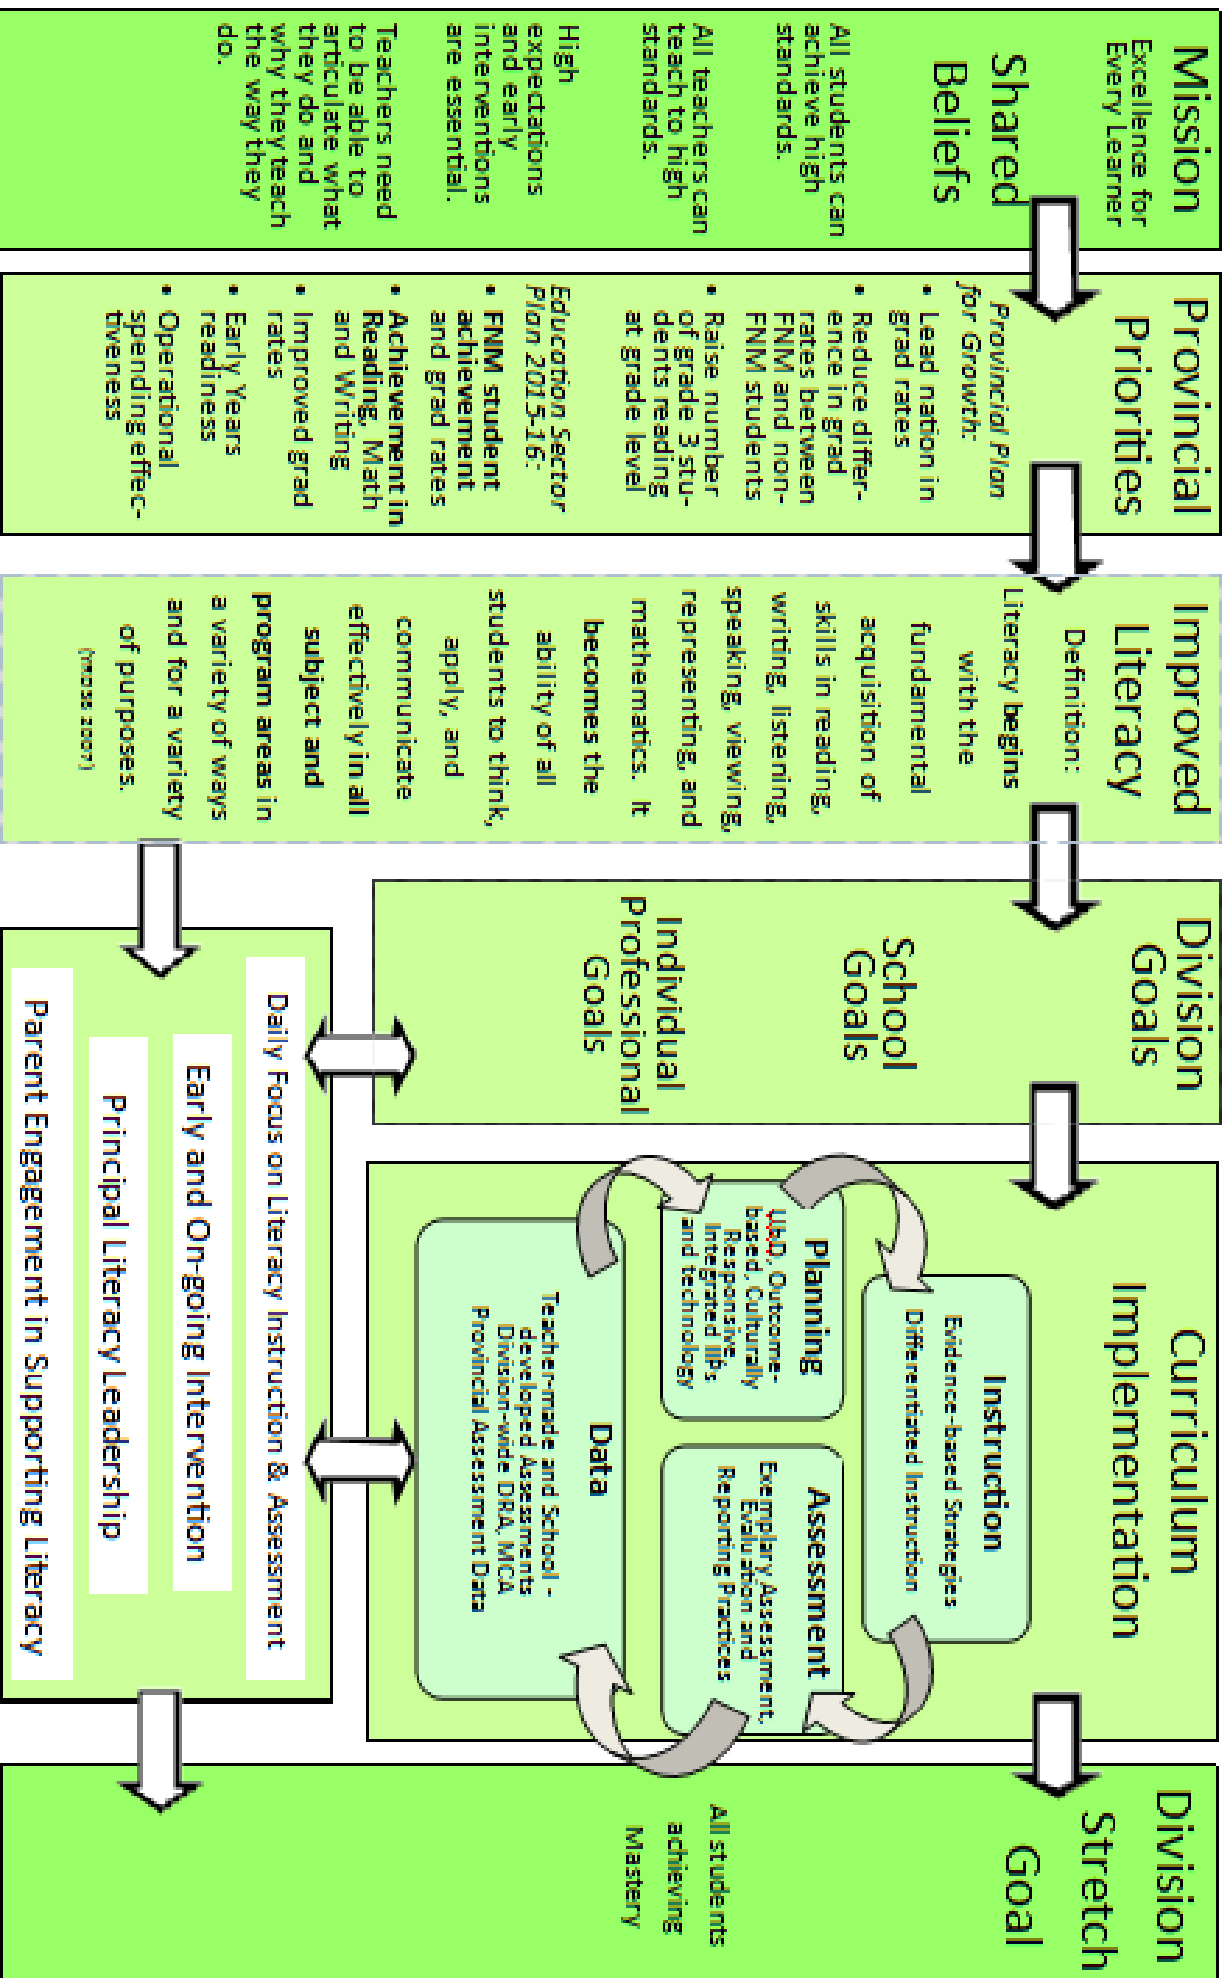 Mission
Excellence for
Every Learner
Shared
Beliefs
All students can
achieve high
standards.
All teachers can
teach to high
standards.
High
expectations
and early
interventions
are essential.
Teachers need
to be able to
articulate what
they do and
why they teach
the way they
do.
Provincial
Priorities
Provincial Plan
for Growth:
• Lead nation in
grad rates
• Reduce differ-
ence in grad
rates between
FNM and non-
FNM students
• Raise number
of grade 3 stu-
dents reading
at grade level
Education Sector
Plan 2015-16:
• FNM student
achievement
and grad rates
• Achievement in
Reading, Math
and Writing
• Improved grad
rates
• Early Years
readiness
• Operational
spending effec-
tiveness
Improved
Literacy
Definition:
Literacy begins
with the
fundamental
acquisition of
skills in reading,
writing, listening,
speaking, viewing,
representing, and
mathematics. It
becomes the
ability of all
students to think,
apply, and
communicate
effectively in all
subject and
program areas in
a variety of ways
and for a variety
of purposes.
Division
Goals
School
Goals
Individual
Professional
Goals
Curriculum
Implementation
Instruction
Evidence-based Strategies
Differentiated Instruction
Planning
UbD, Outcome-
based, Culturally
Responsive,
Integrated IIPs,
and technology
Assessment
Exemplary Assessment,
Evaluation and
Reporting Practices
Data
Teacher-made and School -
developed Assessments
Division-wide DRA, MCA
Provincial Assessment Data
Daily Focus on Literacy Instruction & Assessment
Early and On-going Intervention
Principal Literacy Leadership
Parent Engagement in Supporting Literacy
Division
Stretch
Goal
All students
achieving
Mastery